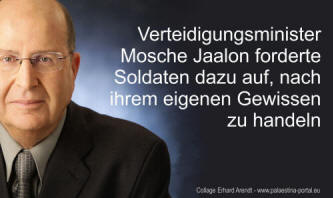 Verteidigungsminister
Mosche Jaalon forderte
Soldaten dazu auf, nach
ihrem eigenen Gewissen
zu handeln
Collage Erhard Arendt - www.palaestina-portal.eu